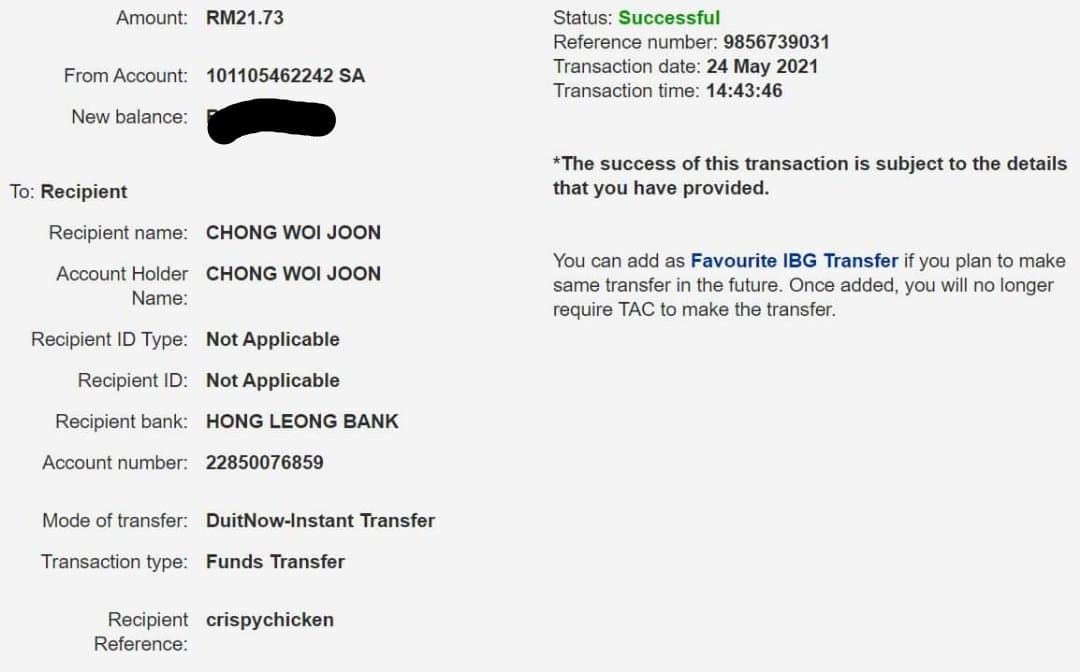 Amount: RM21.73
From Account: 101105462242 SA
New balance:
To: Recipient
Recipient name: CHONG WOI JOON
Account Holder CHONG WOI JOON
Name:
Recipient ID Type: Not Applicable
Recipient ID: Not Applicable
Recipient bank: HONG LEONG BANK
Account number: 22850076859
Mode of transfer: DuitNow-Instant Transfer
Transaction type: Funds Transfer
Recipient crispychicken
Reference:
Status: Successful
Reference number: 9856739031
Transaction date: 24 May 2021
Transaction time: 14:43:46
*The success of this transaction is subject to the details
that you have provided.
You can add as Favourite IBG Transfer if you plan to make
same transfer in the future. Once added, you will no longer
require TAC to make the transfer.